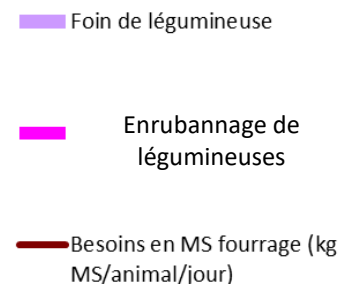 Foin de légumineuse
Enrubannage de
légumineuses
Besoins en MS fourrage (kg
MS/animal/jour)